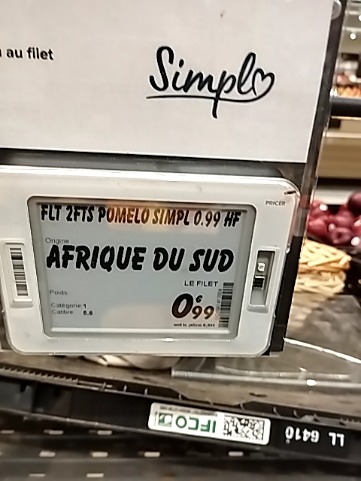 au filet
Simpl
PRICER
FLT 2FTS POMELO SIMPL 0.99 HF
Origine
AFRIQUE DU SUD
LE FILET
Poids
Catégorie 1
Calibre 5.6
0€99
IFCO
LL 6410